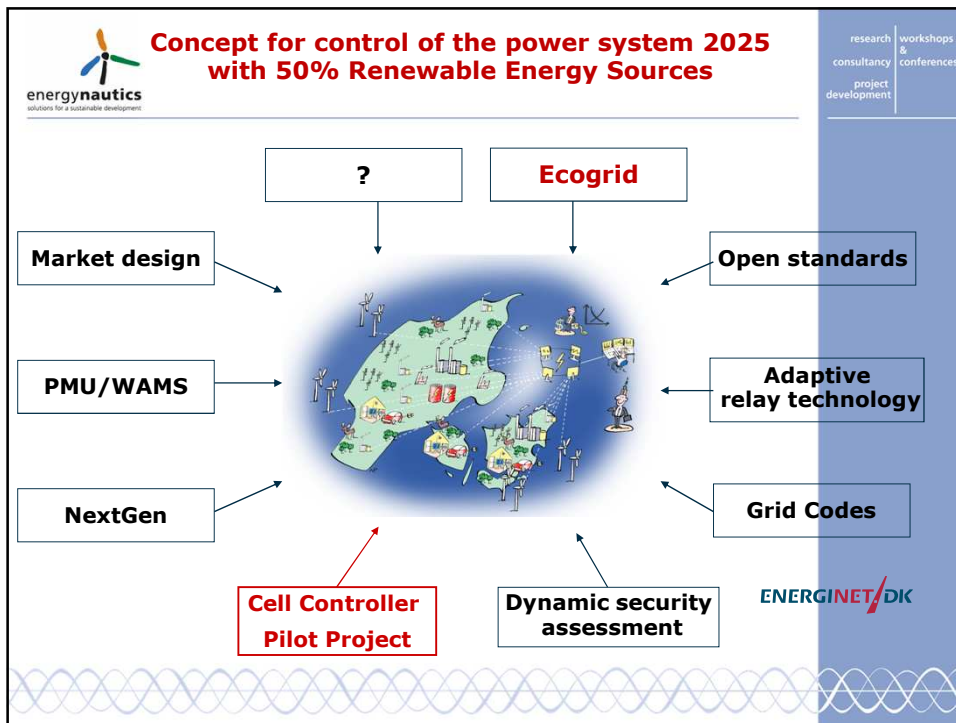 Concept for control of the power system 2025
with 50% Renewable Energy Sources
energynautics
solutions for a sustainable development
research
consultancy
project
development
workshops
&
conferences
?
Ecogrid
Market design
Open standards
PMU/WAMS
Adaptive
relay technology
NextGen
Grid Codes
Cell Controller
Pilot Project
Dynamic security
assessment
ENERGINET/DK